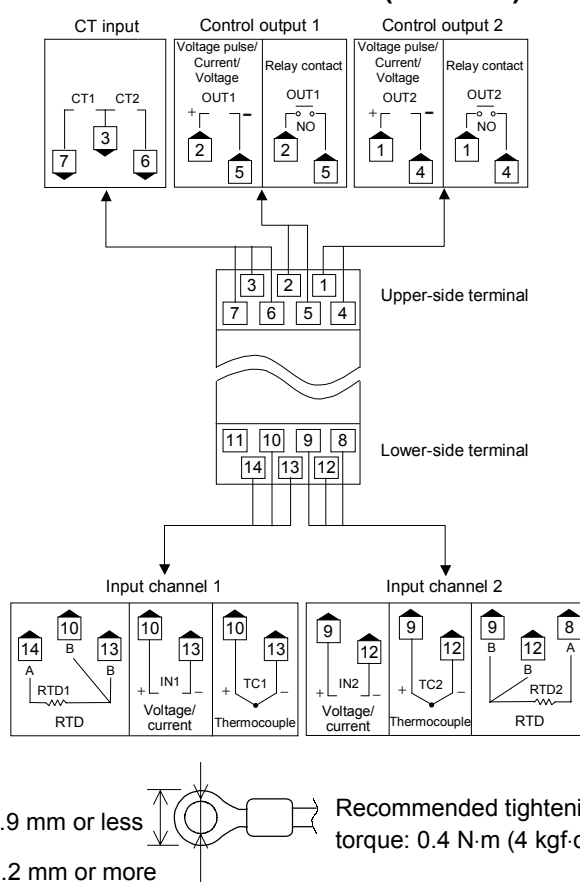 CT input
Control output 1
Control output 2
Voltage pulse/
Current/
Voltage
Relay contact
Voltage pulse/
Current/
Voltage
Relay contact
CT1 CT2
OUT1
OUT1
OUT2
OUT2
+ −
NO
+ −
NO
3
7 6
2 5
2 5
1 4
1 4
3 2 1
7 6 5 4
Upper-side terminal
11 10 9 8
14 13 12
Lower-side terminal
Input channel 1
Input channel 2
14 10 13
10 13
10 13
9 12
9 12
9 12 8
A B B
RTD1
RTD
+ IN1 −
Voltage/
current
+ TC1 −
Thermocouple
+ IN2 −
Voltage/
current
+ TC2 −
Thermocouple
B B A
RTD2
RTD
.9 mm or less
.2 mm or more
Recommended tighteni
torque: 0.4 N·m (4 kgf·c